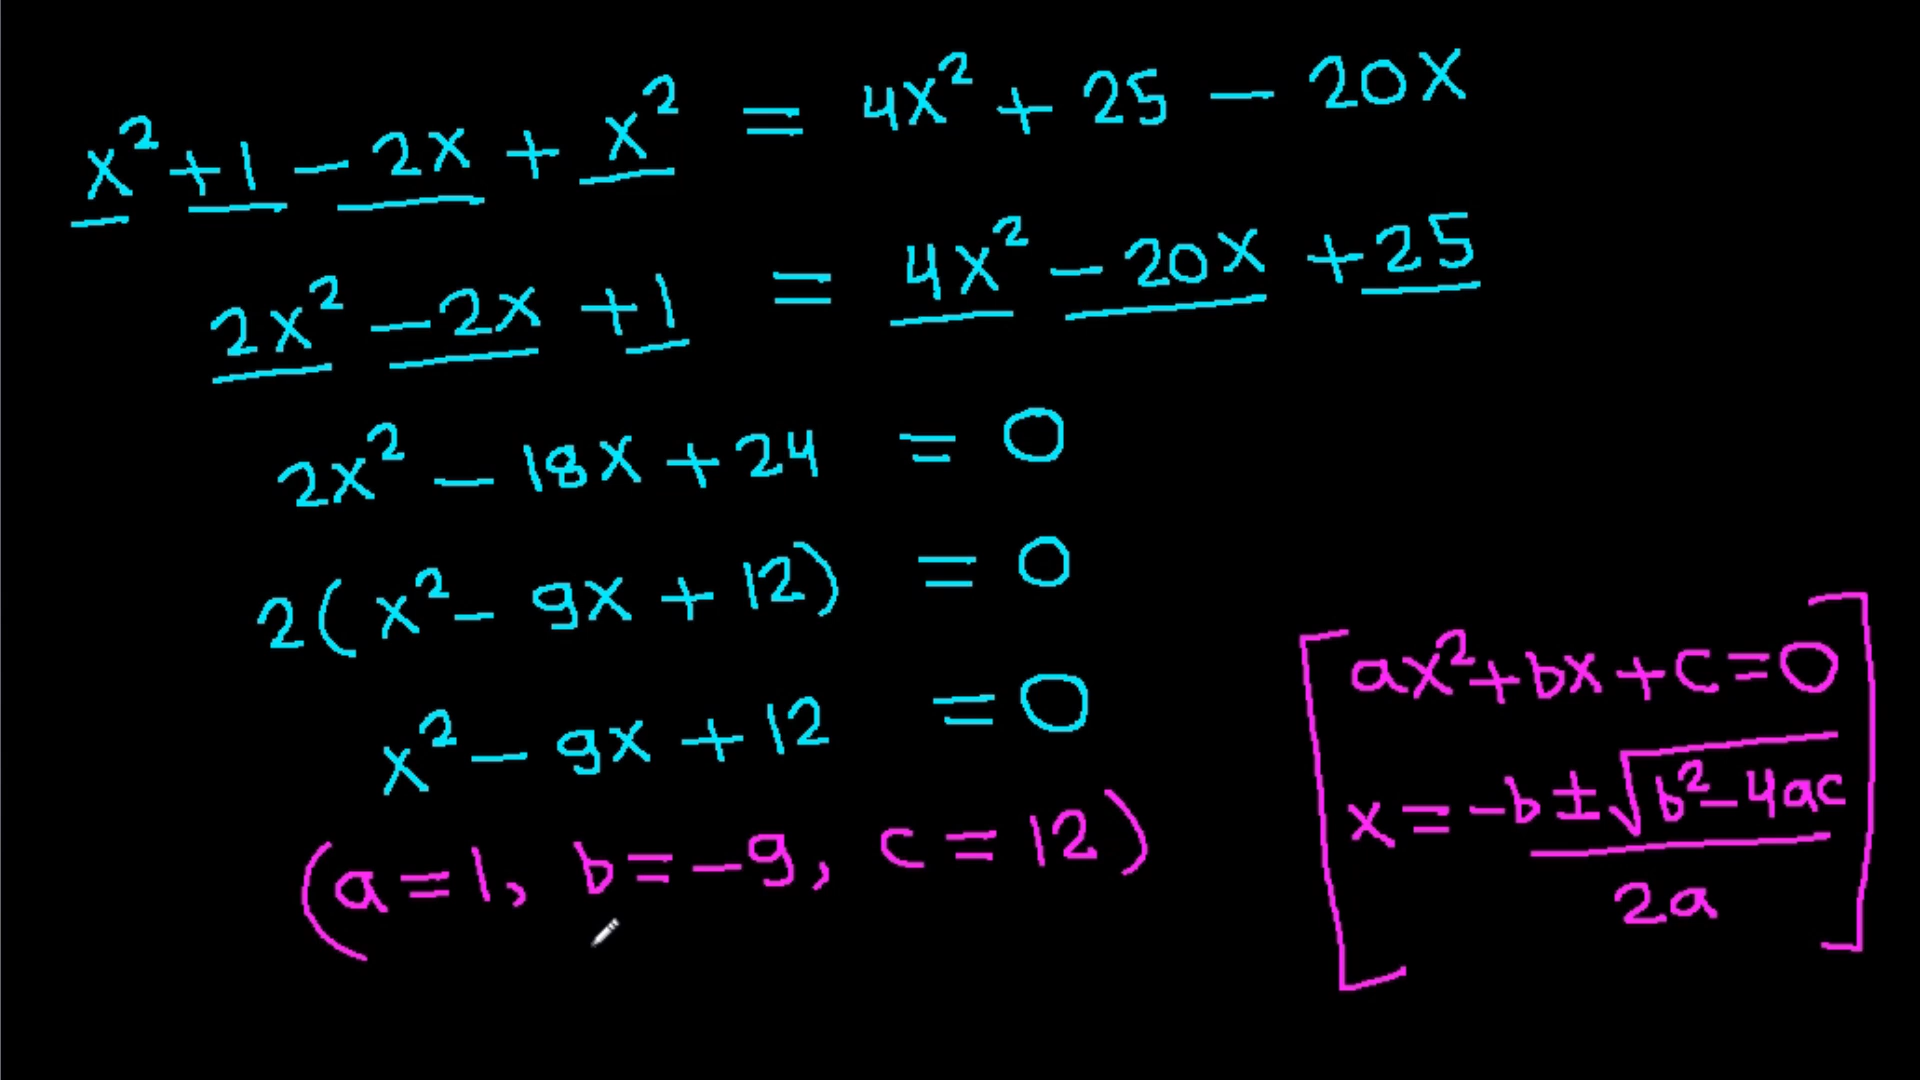 x² + 1 − 2x + x² = 4x² + 25 − 20x
2x² − 2x + 1 = 4x² − 20x + 25
2x² − 18x + 24 = 0
2(x² − 9x + 12) = 0
x² − 9x + 12 = 0
(a = 1, b = −9, c = 12)
[ax² + bx + c = 0
x = −b ± √(b² − 4ac) / 2a]